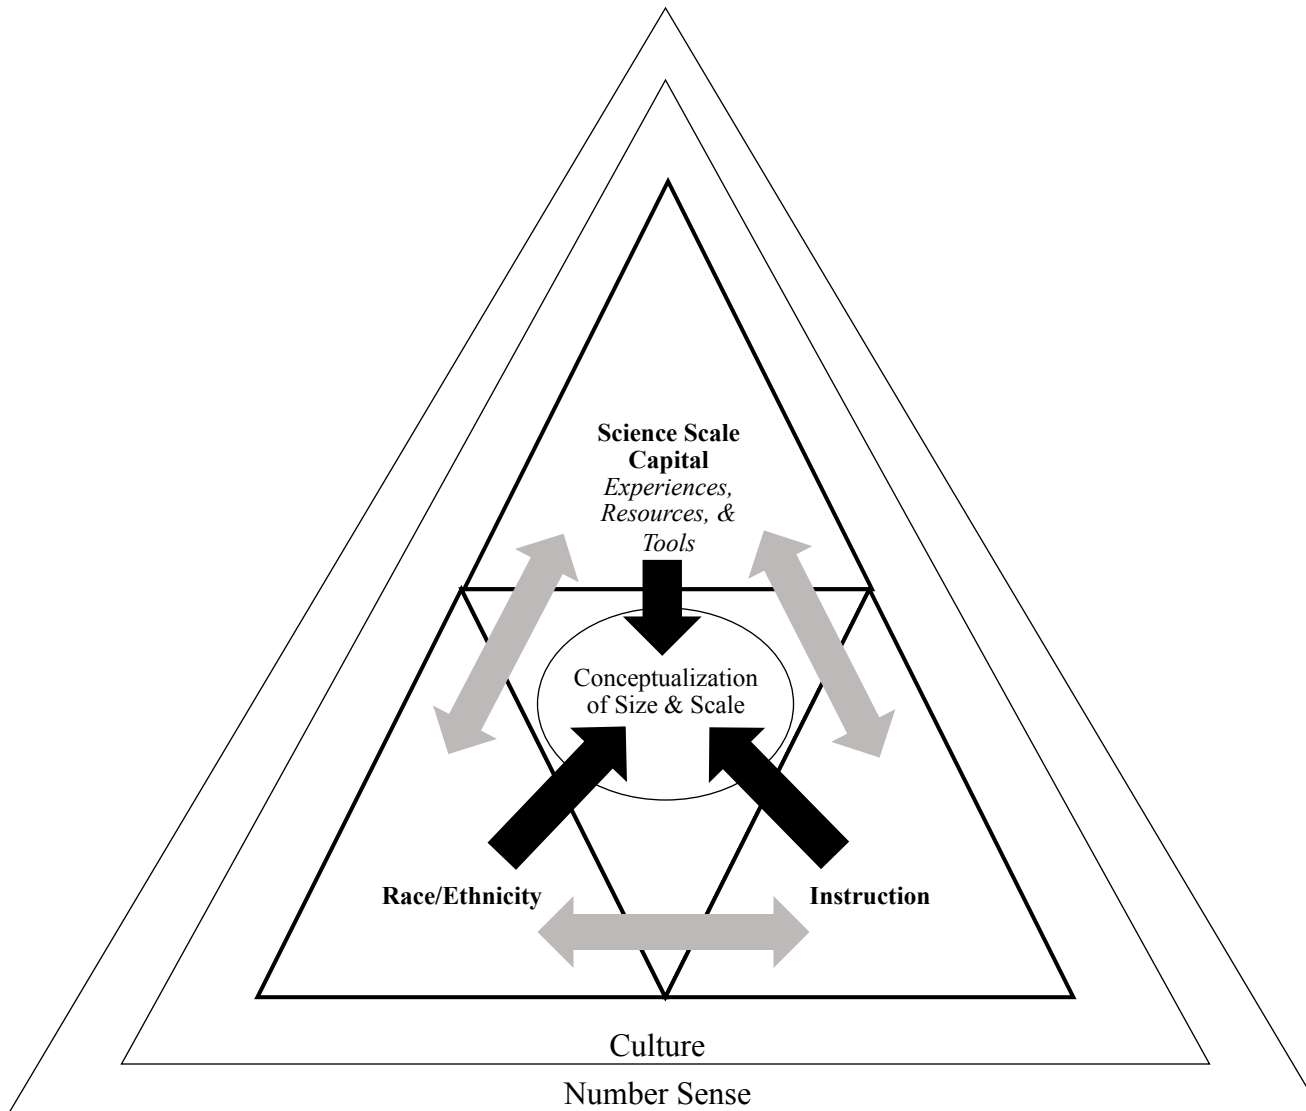 Science Scale
Capital
Experiences,
Resources, &
Tools
Conceptualization
of Size & Scale
Race/Ethnicity
Instruction
Culture
Number Sense